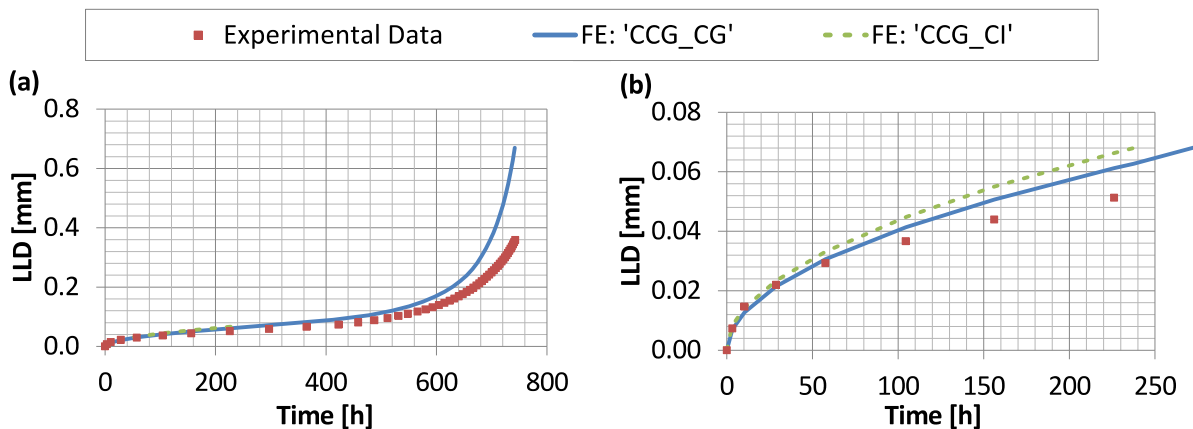 Experimental Data FE: 'CCG_CG' FE: 'CCG_CI'
(a)
0.8
0.6
0.4
0.2
0.0
LLD [mm]
0 200 400 600 800
Time [h]
(b)
0.08
0.06
0.04
0.02
0.00
LLD [mm]
0 50 100 150 200 250
Time [h]